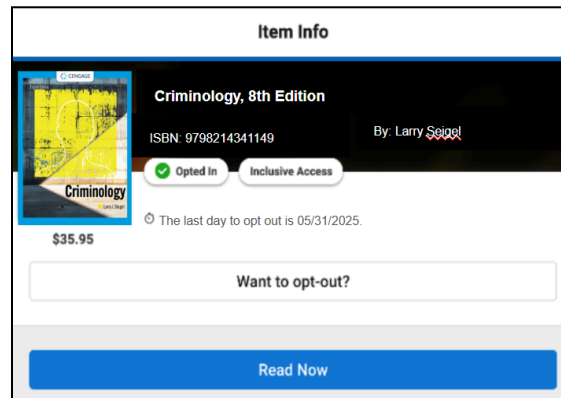 Item Info
CENGAGE
Criminology, 8th Edition
ISBN: 9798214341149
By: Larry Seigel
Opted In
Inclusive Access
Criminology
Larry J. Siegel
The last day to opt out is 05/31/2025.
$35.95
Want to opt-out?
Read Now